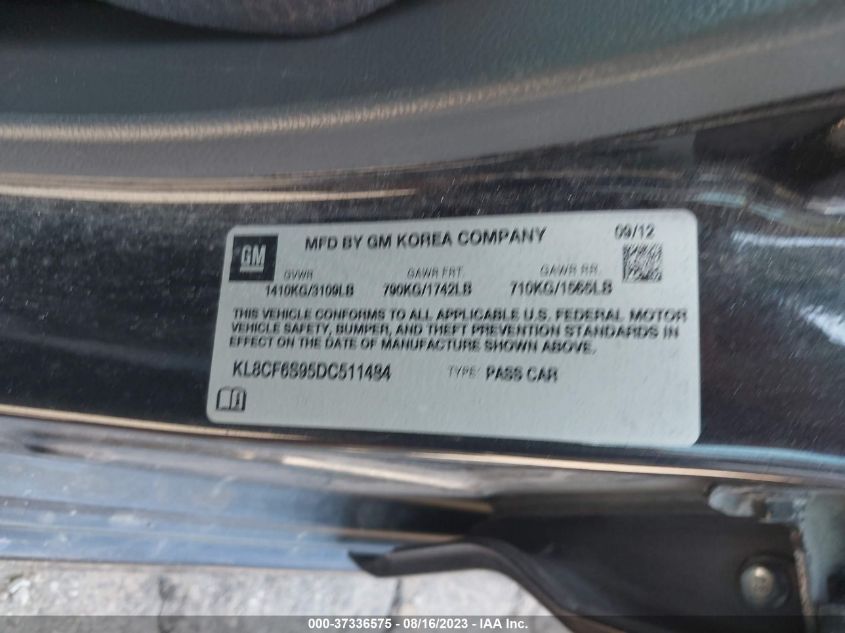 GM
MFD BY GM KOREA COMPANY
09/12
GVWR GAWR FRT. GAWR RR.
1410KG/3109LB 790KG/1742LB 710KG/1565LB
THIS VEHICLE CONFORMS TO ALL APPLICABLE U.S. FEDERAL MOTOR
VEHICLE SAFETY, BUMPER, AND THEFT PREVENTION STANDARDS IN
EFFECT ON THE DATE OF MANUFACTURE SHOWN ABOVE.
KL8CF6S95DC511484 TYPE: PASS CAR
000-37336575 - 08/16/2023 - IAA Inc.